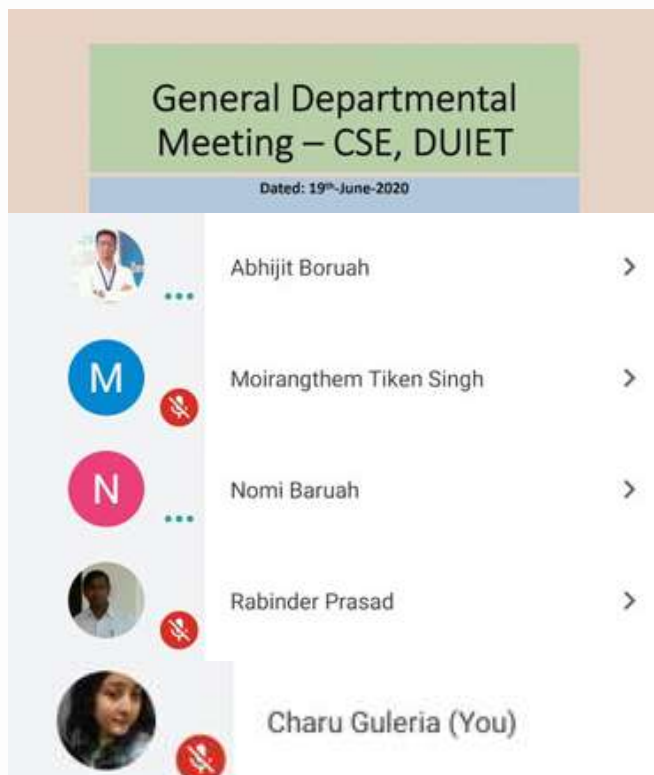 General Departmental
Meeting – CSE, DUIET
Dated: 19th-June-2020
Abhijit Boruah
M
Moirangthem Tiken Singh
N
Nomi Baruah
Rabinder Prasad
Charu Guleria (You)